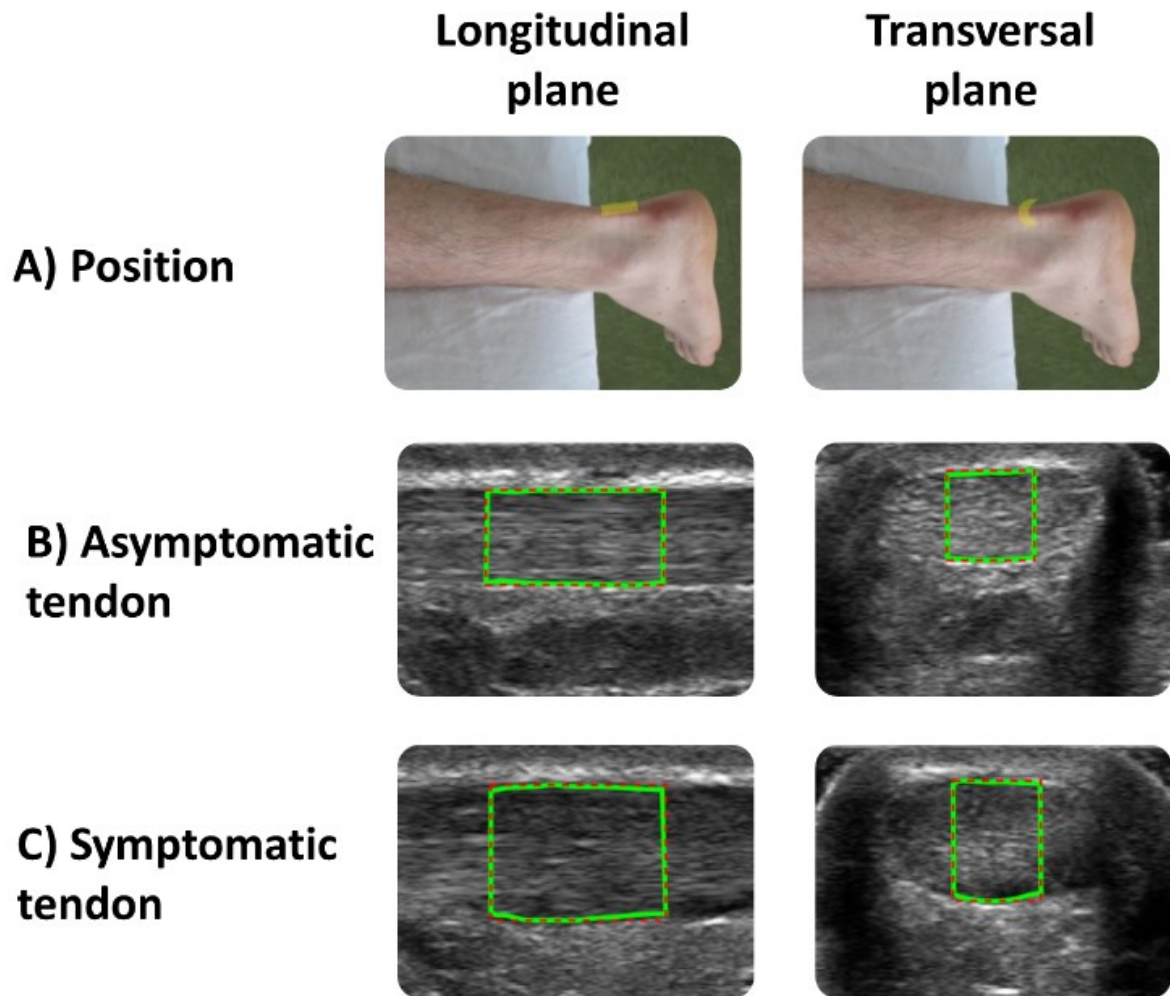 Longitudinal
plane
Transversal
plane
A) Position
B) Asymptomatic
tendon
C) Symptomatic
tendon